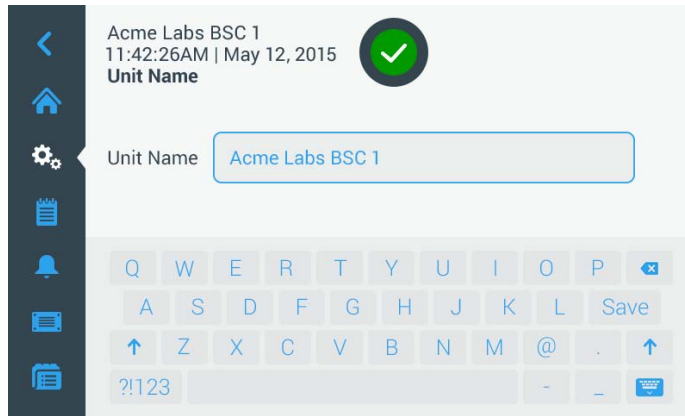 Acme Labs BSC 1
11:42:26AM | May 12, 2015
Unit Name
Unit Name Acme Labs BSC 1
Q W E R T Y U I O P
A S D F G H J K L Save
Z X C V B N M @ .
?!123 - _